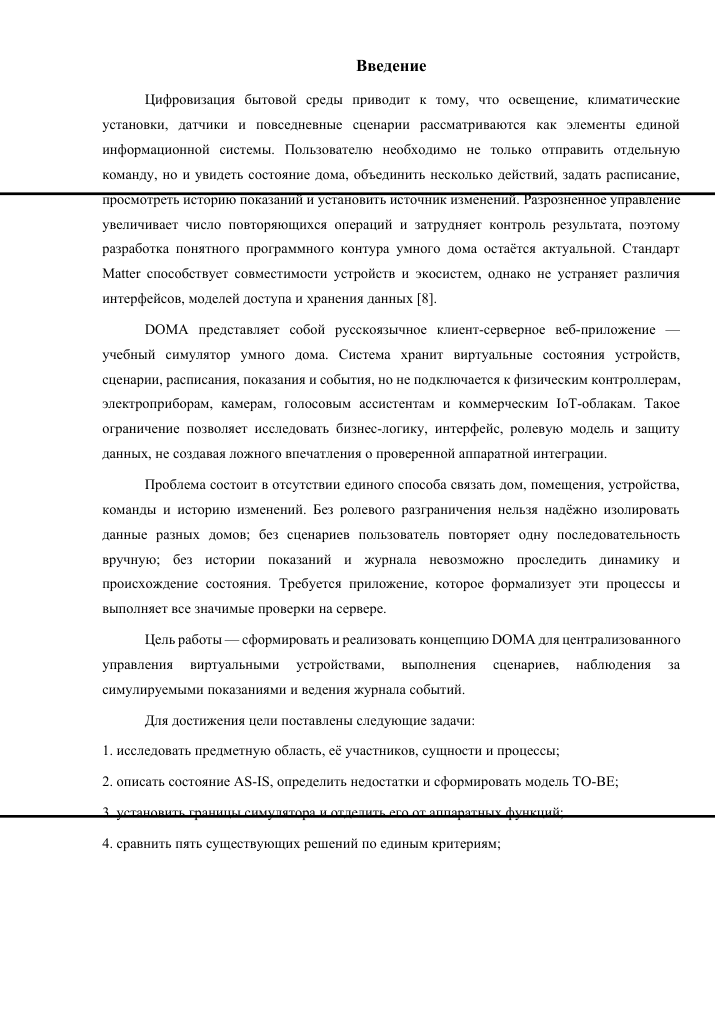 Введение
Цифровизация бытовой среды приводит к тому, что освещение, климатические
установки, датчики и повседневные сценарии рассматриваются как элементы единой
информационной системы. Пользователю необходимо не только отправить отдельную
команду, но и увидеть состояние дома, объединить несколько действий, задать расписание,
просмотреть историю показаний и установить источник изменений. Разрозненное управление
увеличивает число повторяющихся операций и затрудняет контроль результата, поэтому
разработка понятного программного контура умного дома остаётся актуальной. Стандарт
Matter способствует совместимости устройств и экосистем, однако не устраняет различия
интерфейсов, моделей доступа и хранения данных [8].
DOMA представляет собой русскоязычное клиент-серверное веб-приложение —
учебный симулятор умного дома. Система хранит виртуальные состояния устройств,
сценарии, расписания, показания и события, но не подключается к физическим контроллерам,
электроприборам, камерам, голосовым ассистентам и коммерческим IoT-облакам. Такое
ограничение позволяет исследовать бизнес-логику, интерфейс, ролевую модель и защиту
данных, не создавая ложного впечатления о проверенной аппаратной интеграции.
Проблема состоит в отсутствии единого способа связать дом, помещения, устройства,
команды и историю изменений. Без ролевого разграничения нельзя надёжно изолировать
данные разных домов; без сценариев пользователь повторяет одну последовательность
вручную; без истории показаний и журнала невозможно проследить динамику и
происхождение состояния. Требуется приложение, которое формализует эти процессы и
выполняет все значимые проверки на сервере.
Цель работы — сформировать и реализовать концепцию DOMA для централизованного
управления виртуальными устройствами, выполнения сценариев, наблюдения за
симулируемыми показаниями и ведения журнала событий.
Для достижения цели поставлены следующие задачи:
1. исследовать предметную область, её участников, сущности и процессы;
2. описать состояние AS-IS, определить недостатки и сформировать модель TO-BE;
3. установить границы симулятора и отделить его от аппаратных функций;
4. сравнить пять существующих решений по единым критериям;